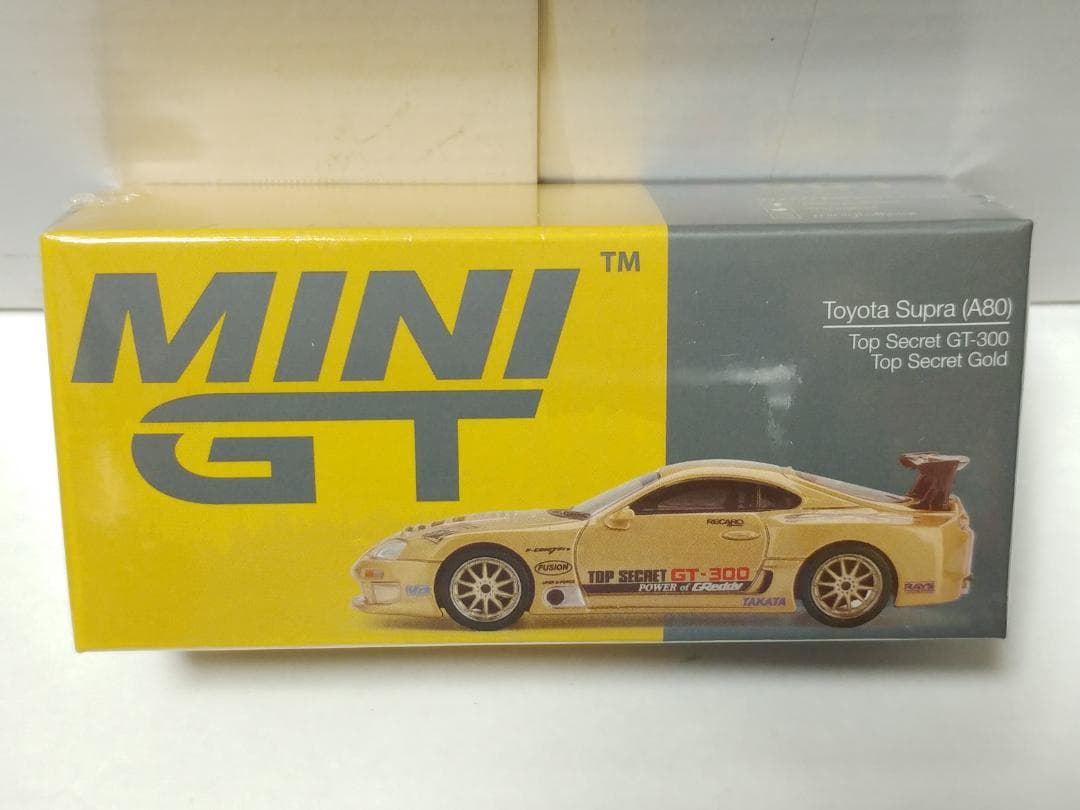 MINI
GT
TM
Toyota Supra (A80)
Top Secret GT-300
Top Secret Gold
RECARO
FUSION
TOP SECRET GT-300
POWER of GReddy
TAKATA
RAYS